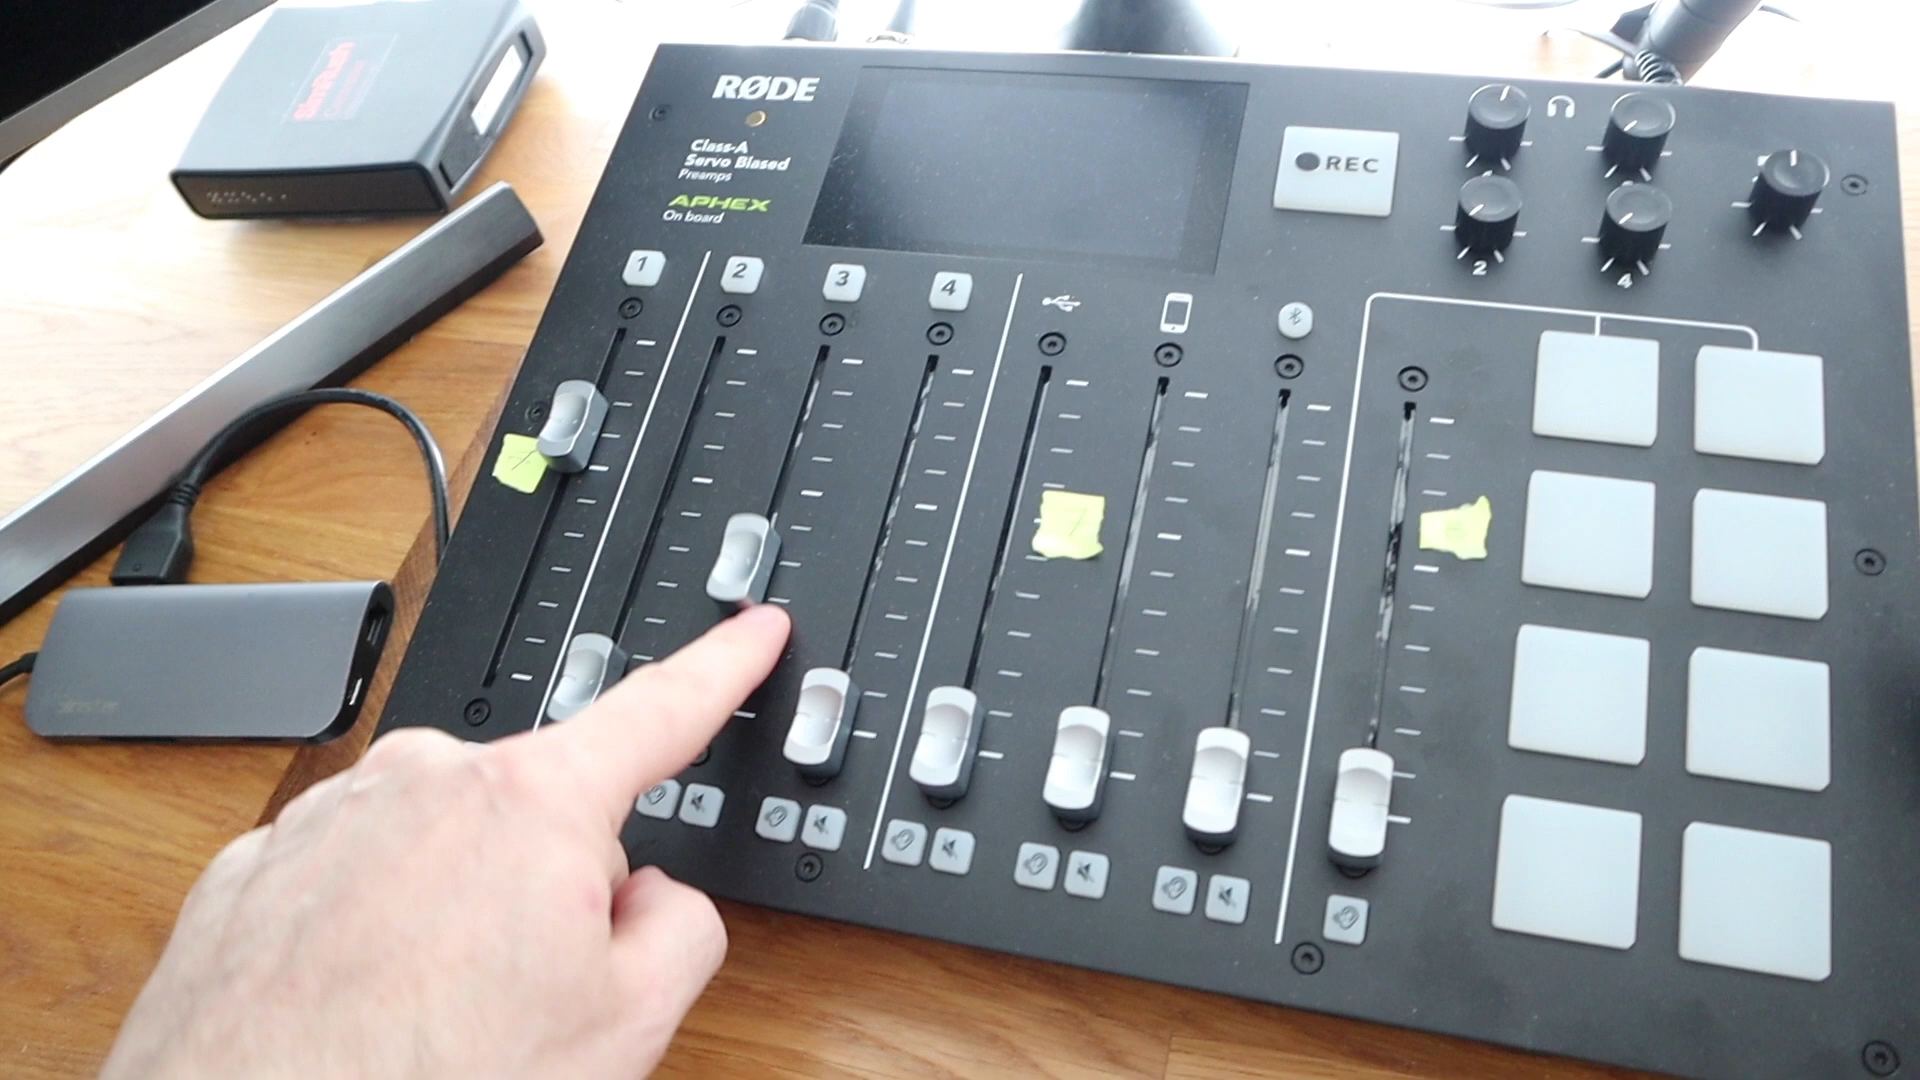 RØDE
Class-A
Servo Biased
Preamps
APHEX
On board
REC
2
4
1
2
3
4